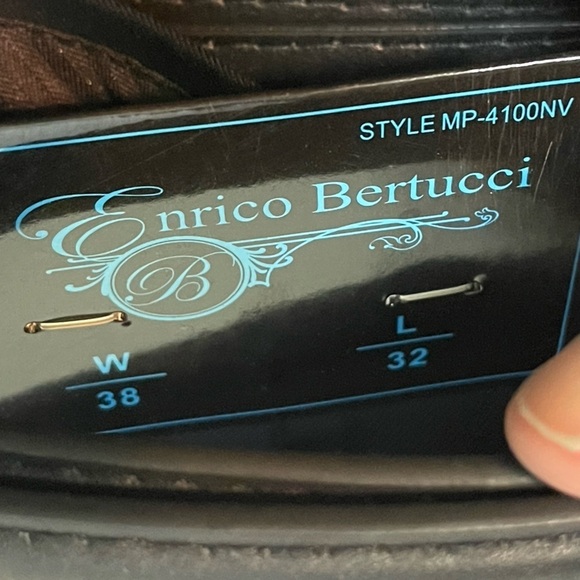 STYLE MP-4100NV
Enrico Bertucci
B
W L
38 32